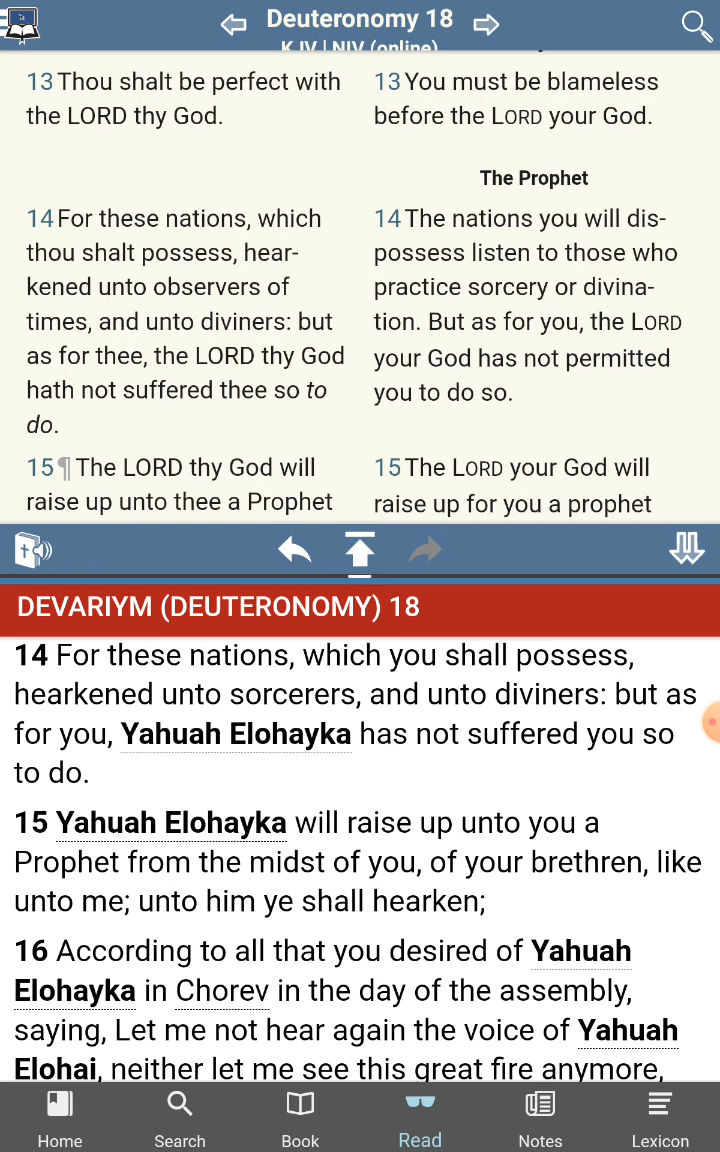 Deuteronomy 18
KJV | NIV (online)
13 Thou shalt be perfect with
the LORD thy God.
14 For these nations, which
thou shalt possess, hear-
kened unto observers of
times, and unto diviners: but
as for thee, the LORD thy God
hath not suffered thee so to
do.
15 ¶ The LORD thy God will
raise up unto thee a Prophet
13 You must be blameless
before the LORD your God.
The Prophet
14 The nations you will dis-
possess listen to those who
practice sorcery or divina-
tion. But as for you, the LORD
your God has not permitted
you to do so.
15 The LORD your God will
raise up for you a prophet
DEVARIYM (DEUTERONOMY) 18
14 For these nations, which you shall possess,
hearkened unto sorcerers, and unto diviners: but as
for you, Yahuah Elohayka has not suffered you so
to do.
15 Yahuah Elohayka will raise up unto you a
Prophet from the midst of you, of your brethren, like
unto me; unto him ye shall hearken;
16 According to all that you desired of Yahuah
Elohayka in Chorev in the day of the assembly,
saying, Let me not hear again the voice of Yahuah
Elohai, neither let me see this great fire anymore,
Home Search Book Read Notes Lexicon